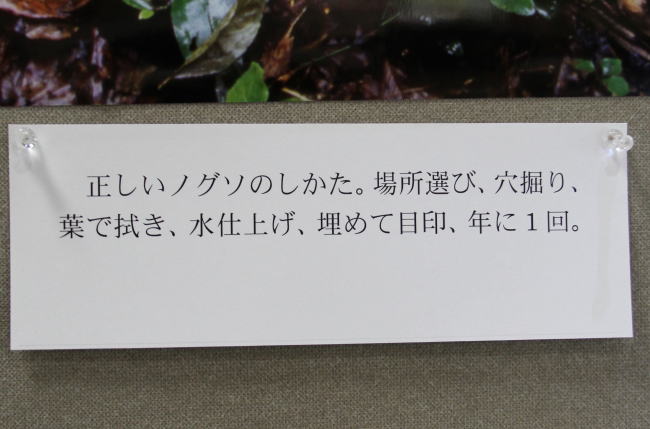 正しいノグソのしかた。場所選び、穴掘り、
葉で拭き、水仕上げ、埋めて目印、年に１回。